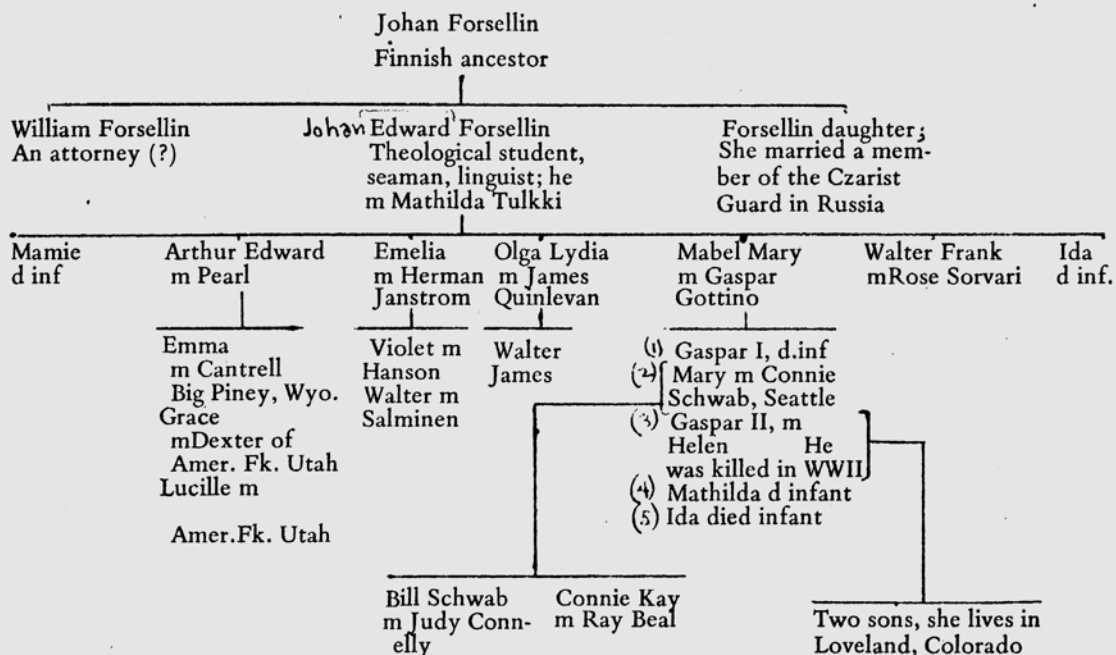 Johan Forsellin
Finnish ancestor
William Forsellin
An attorney (?)
Johan Edward Forsellin
Theological student,
seaman, linguist; he
m Mathilda Tulkki
Forsellin daughter;
She married a mem-
ber of the Czarist
Guard in Russia
Mamie
d inf
Arthur Edward
m Pearl
Emelia
m Herman
Janstrom
Olga Lydia
m James
Quinlevan
Mabel Mary
m Gaspar
Gottino
Walter Frank
mRose Sorvari
Ida
d inf.
Emma
m Cantrell
Big Piney, Wyo.
Grace
mDexter of
Amer. Fk. Utah
Lucille m
Amer.Fk. Utah
Violet m
Hanson
Walter m
Salminen
Walter
James
(1) Gaspar I, d.inf
(2) Mary m Connie
Schwab, Seattle
(3) Gaspar II, m
Helen He
was killed in WWII
(4) Mathilda d infant
(5) Ida died infant
Bill Schwab
m Judy Conn-
elly
Connie Kay
m Ray Beal
Two sons, she lives in
Loveland, Colorado